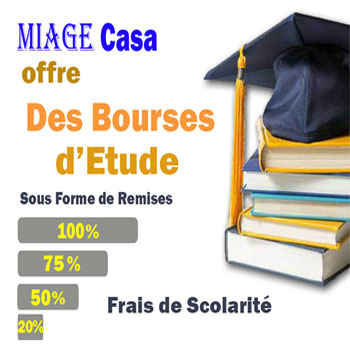 MIAGE Casa
offre
Des Bourses
d’Etude
Sous Forme de Remises
100%
75%
50%
20%
Frais de Scolarité